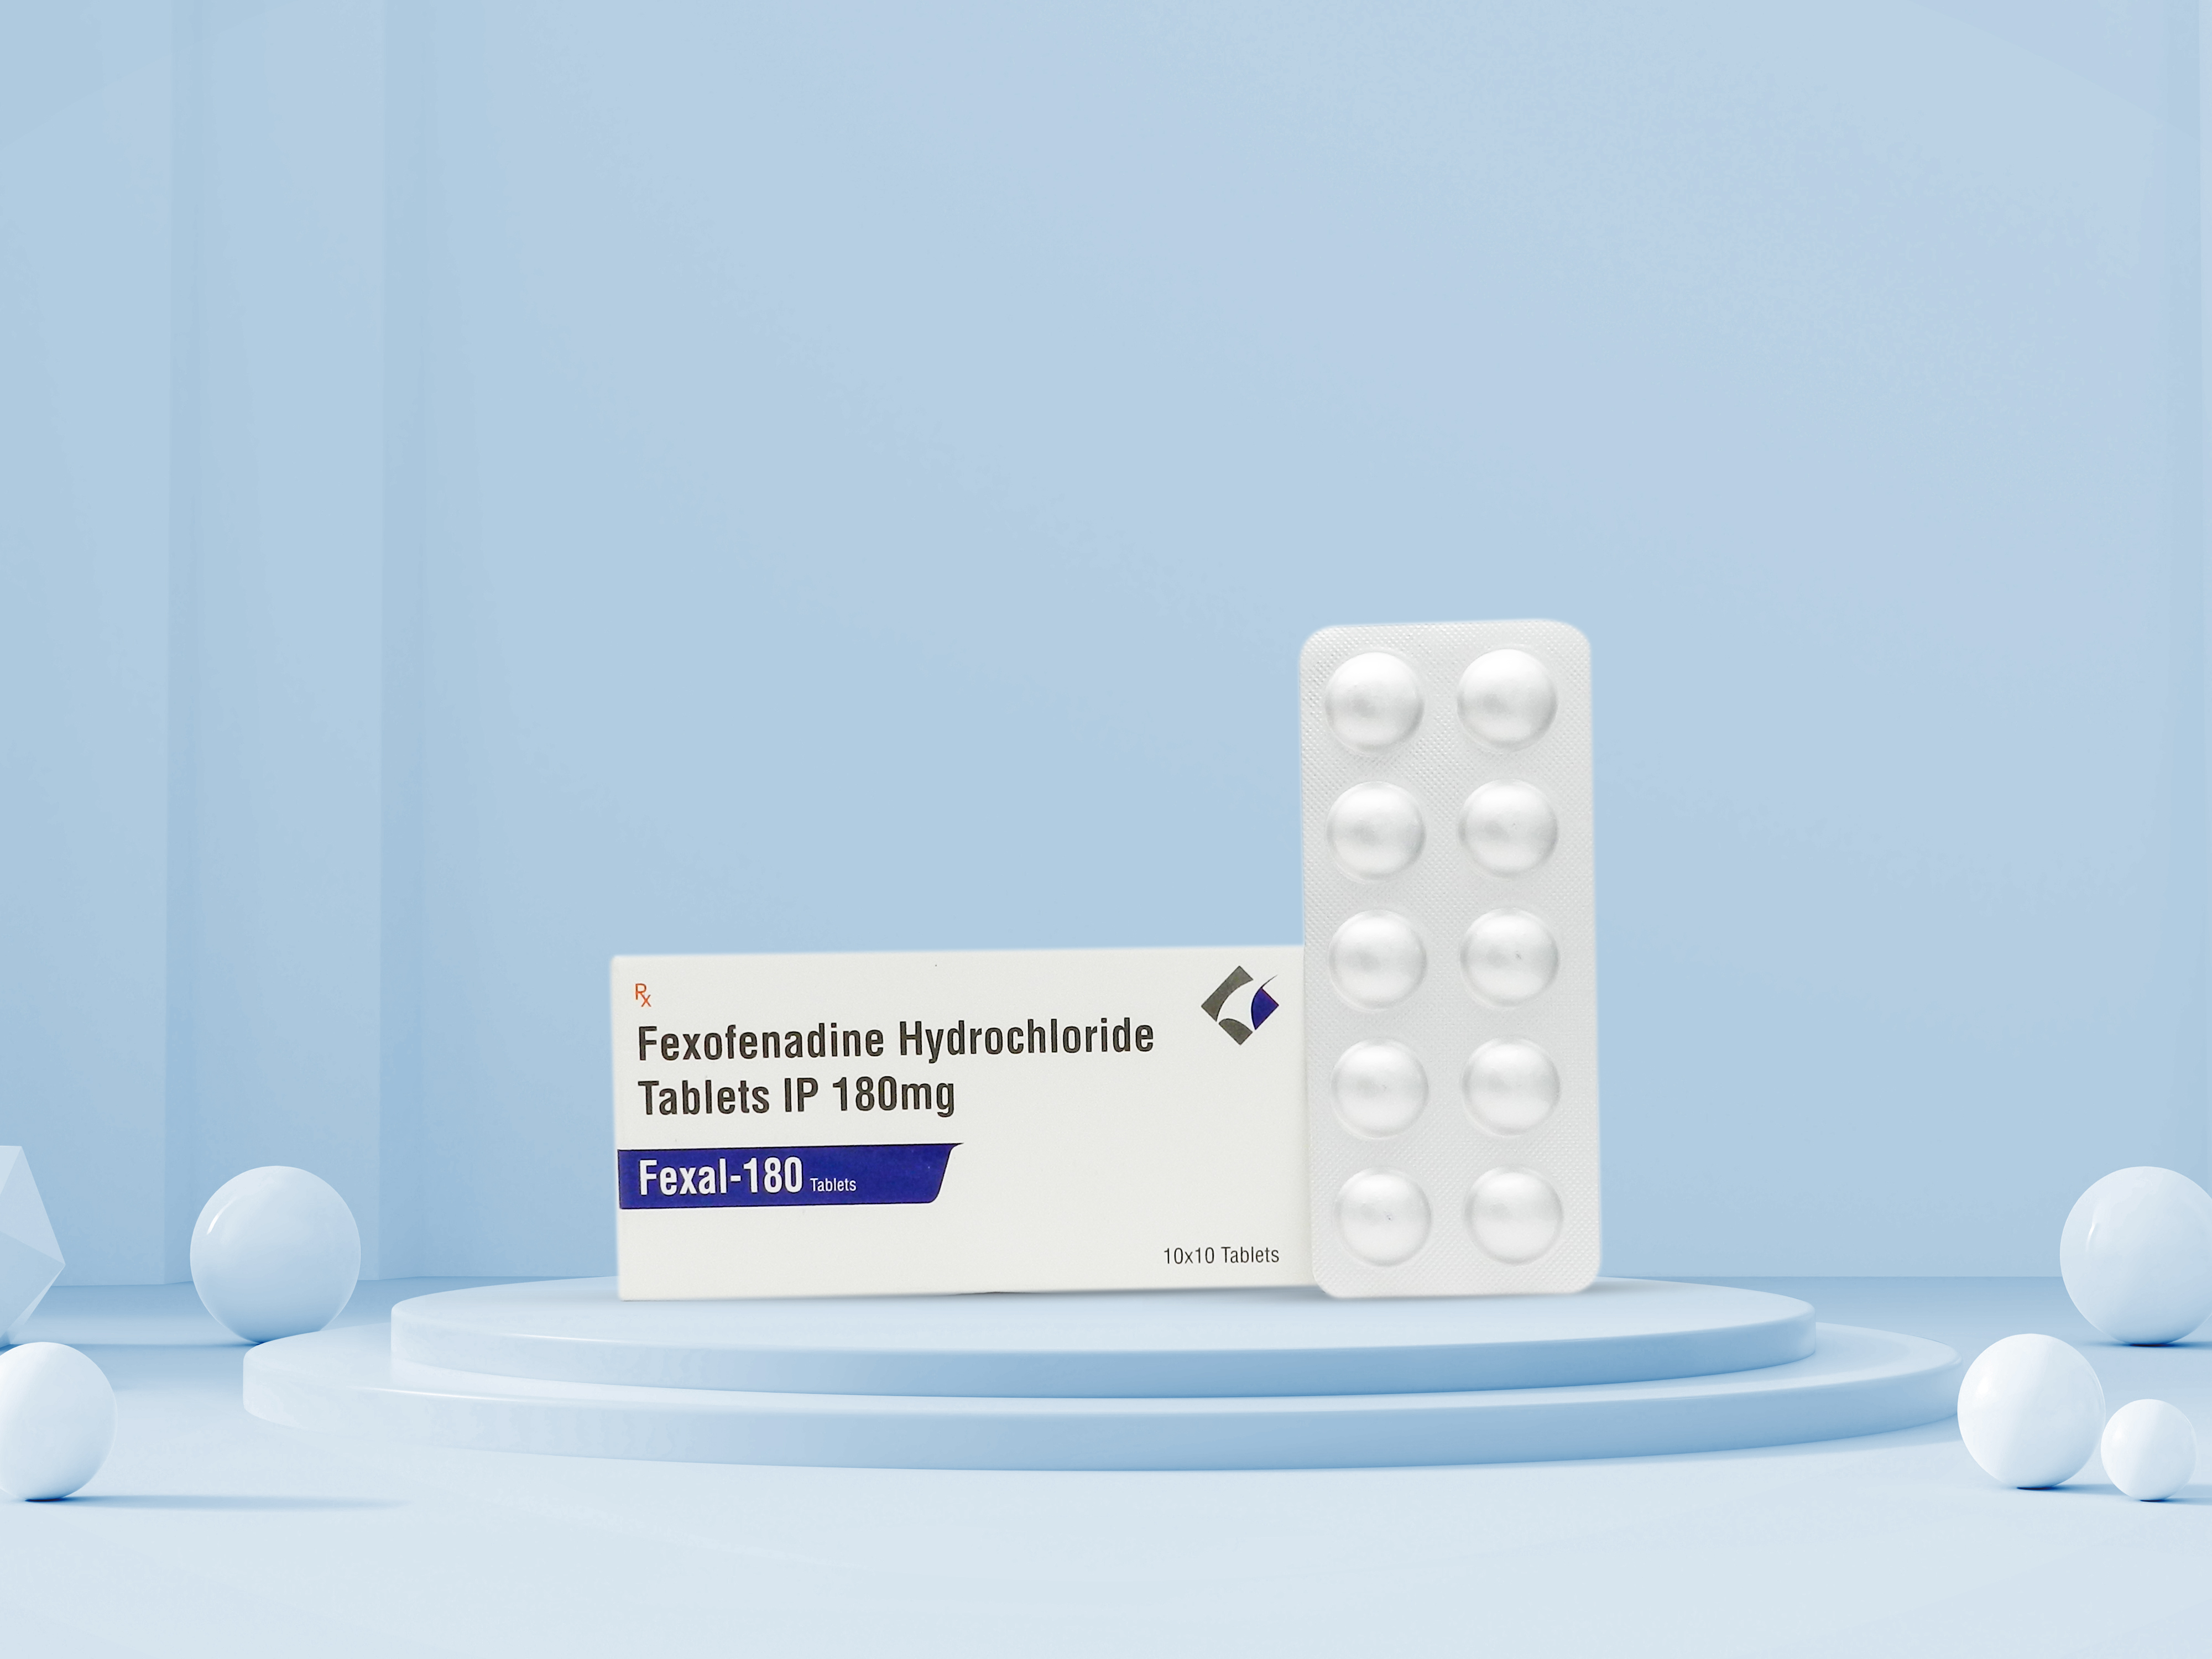 Rx
Fexofenadine Hydrochloride
Tablets IP 180mg
Fexal-180 Tablets
10x10 Tablets